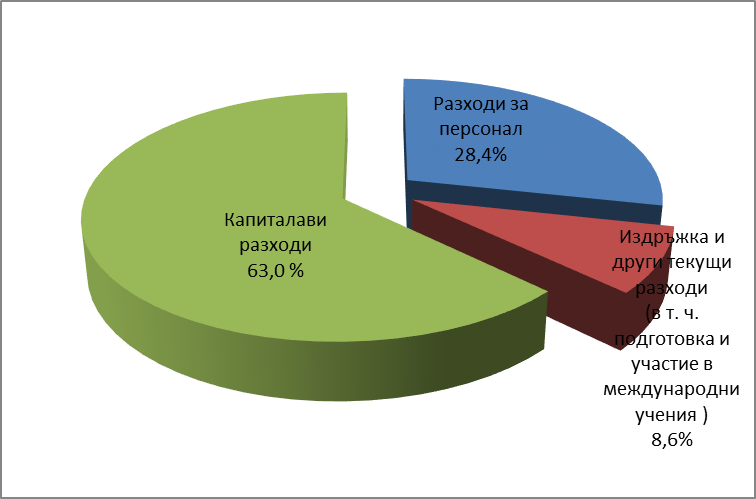 Разходи за
персонал
28,4%
Капиталави
разходи
63,0 %
Издръжка и
други текущи
разходи
(в т. ч.
подготовка и
участие в
международни
учения )
8,6%